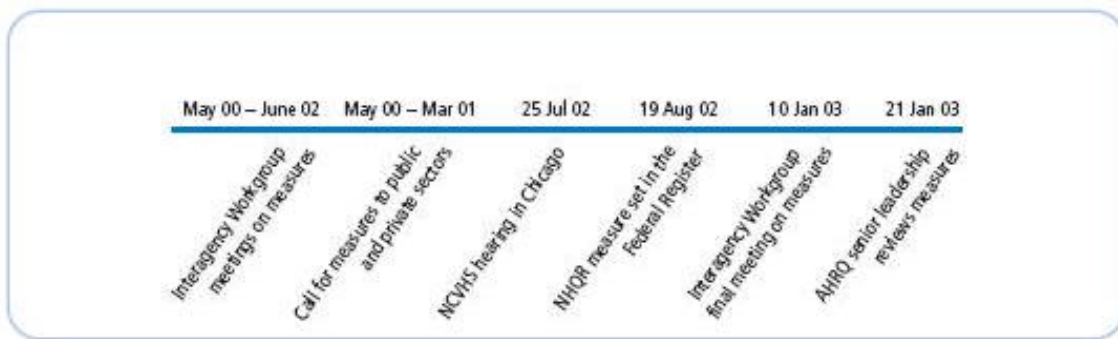 May 00 – June 02
May 00 – Mar 01
25 Jul 02
19 Aug 02
10 Jan 03
21 Jan 03
Interagency Workgroup
meetings on measures
Call for measures to public
and private sectors
NCVHS hearing in Chicago
NHQR measure set in the
Federal Register
Interagency Workgroup
final meeting on measures
AHRQ senior leadership
reviews measures